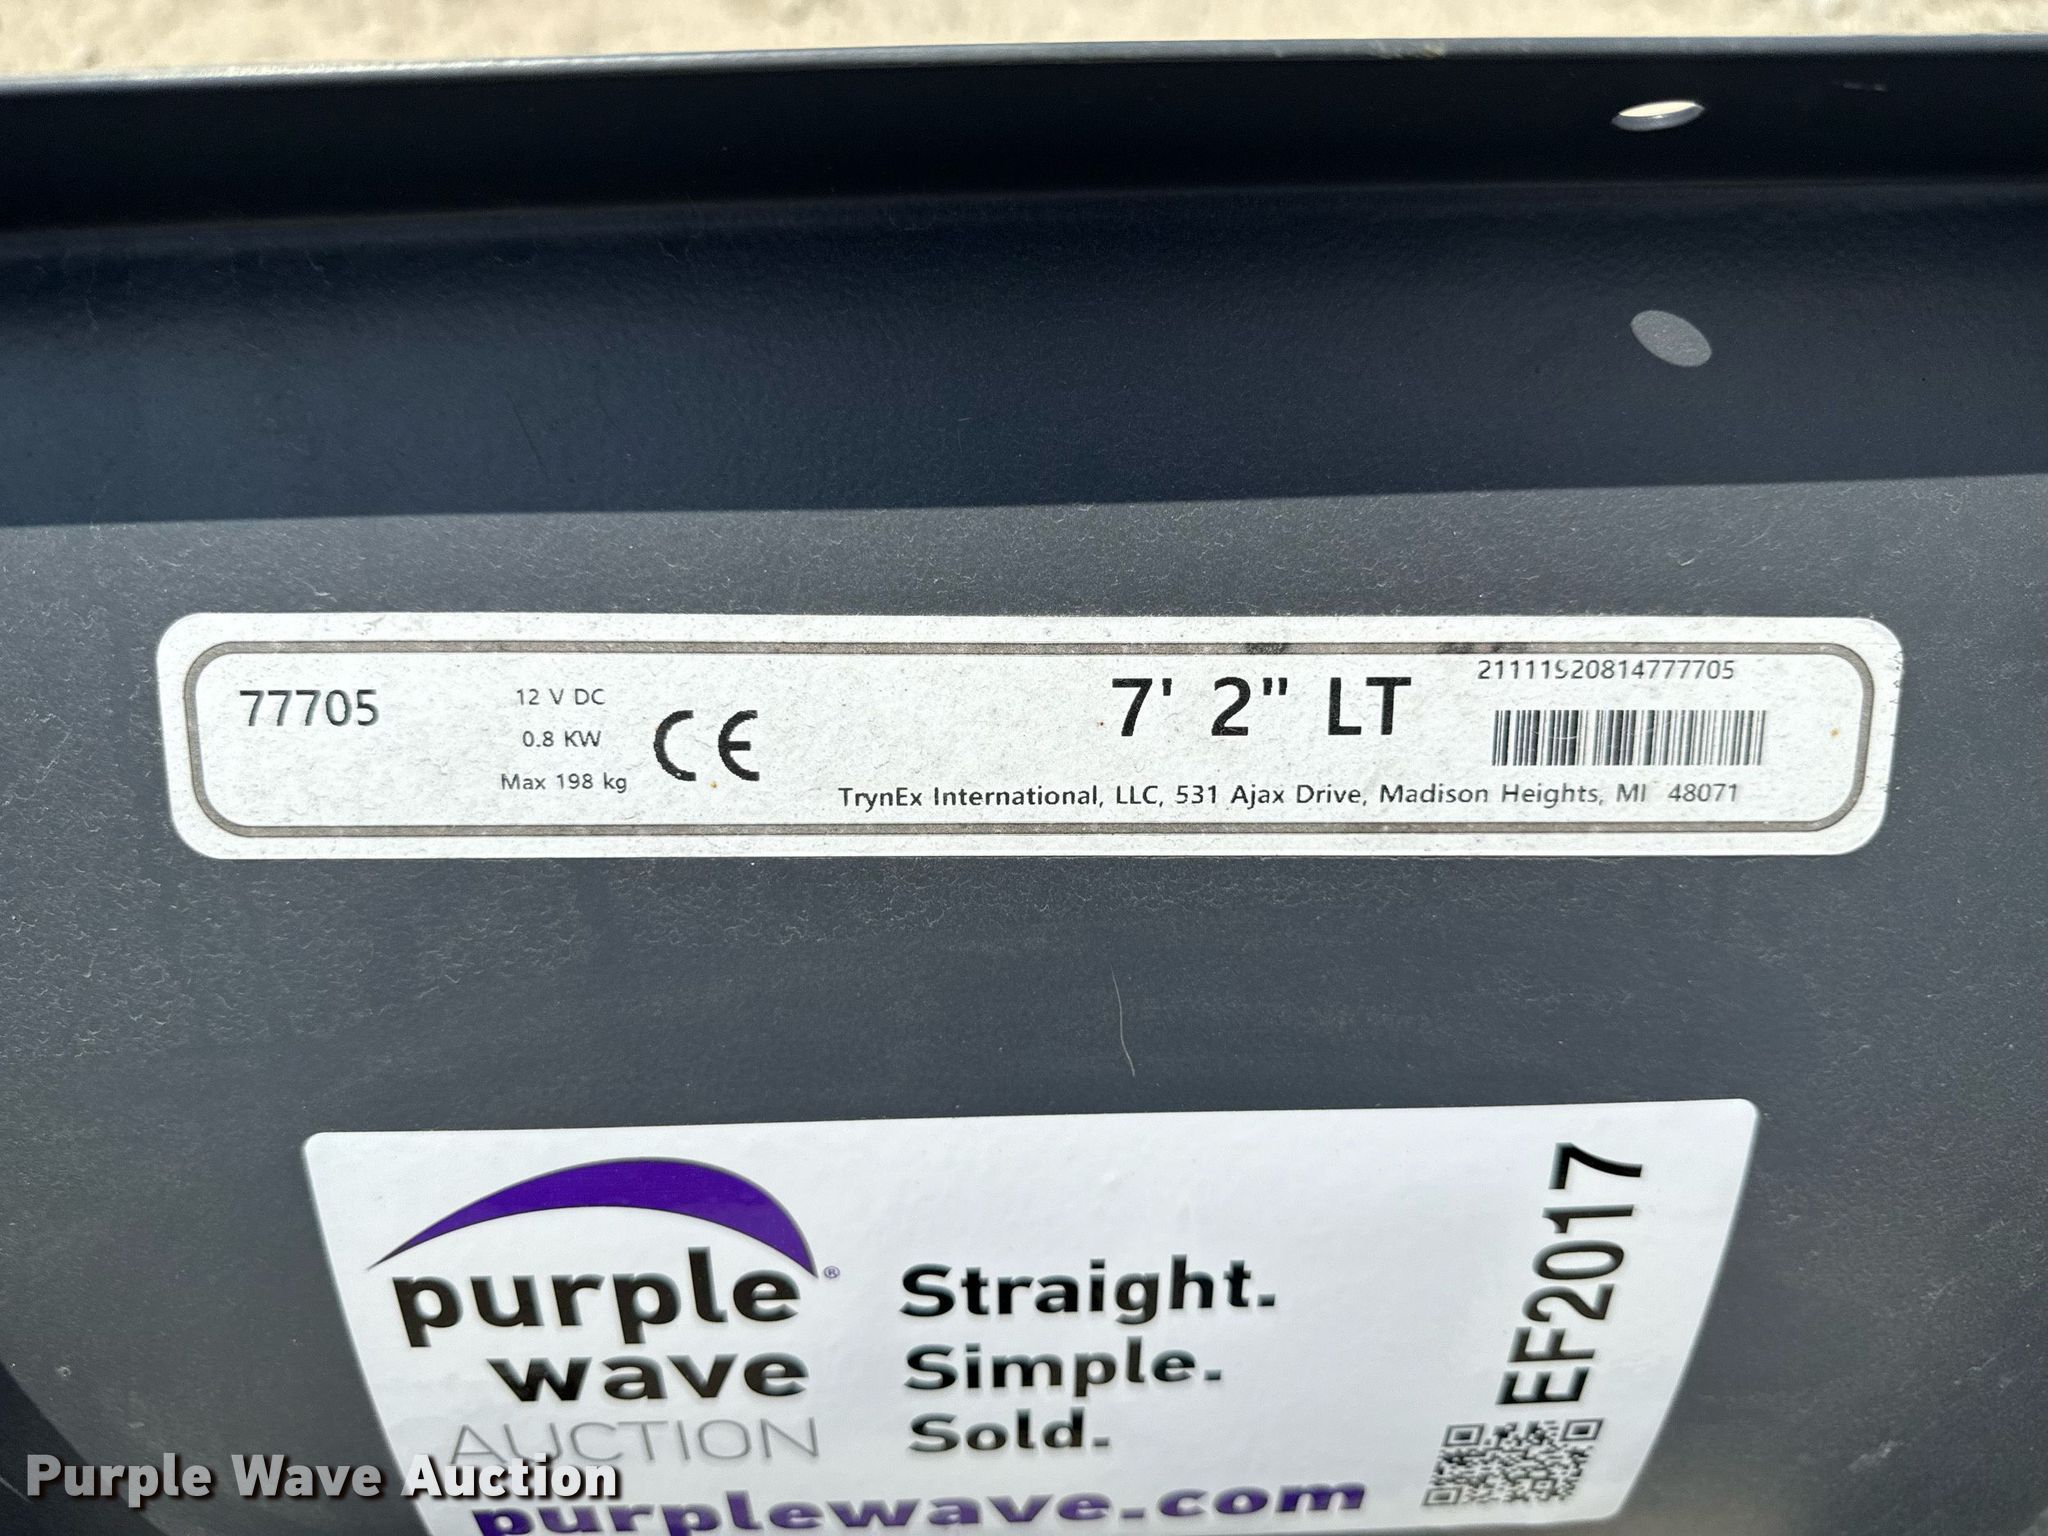 77705
12 V DC
0.8 KW
Max 198 kg
CE
7' 2" LT
TrynEx International, LLC, 531 Ajax Drive, Madison Heights, MI 48071
purple®
wave
AUCTION
Straight.
Simple.
Sold.
purplewave.com
EF2017
Purple Wave Auction